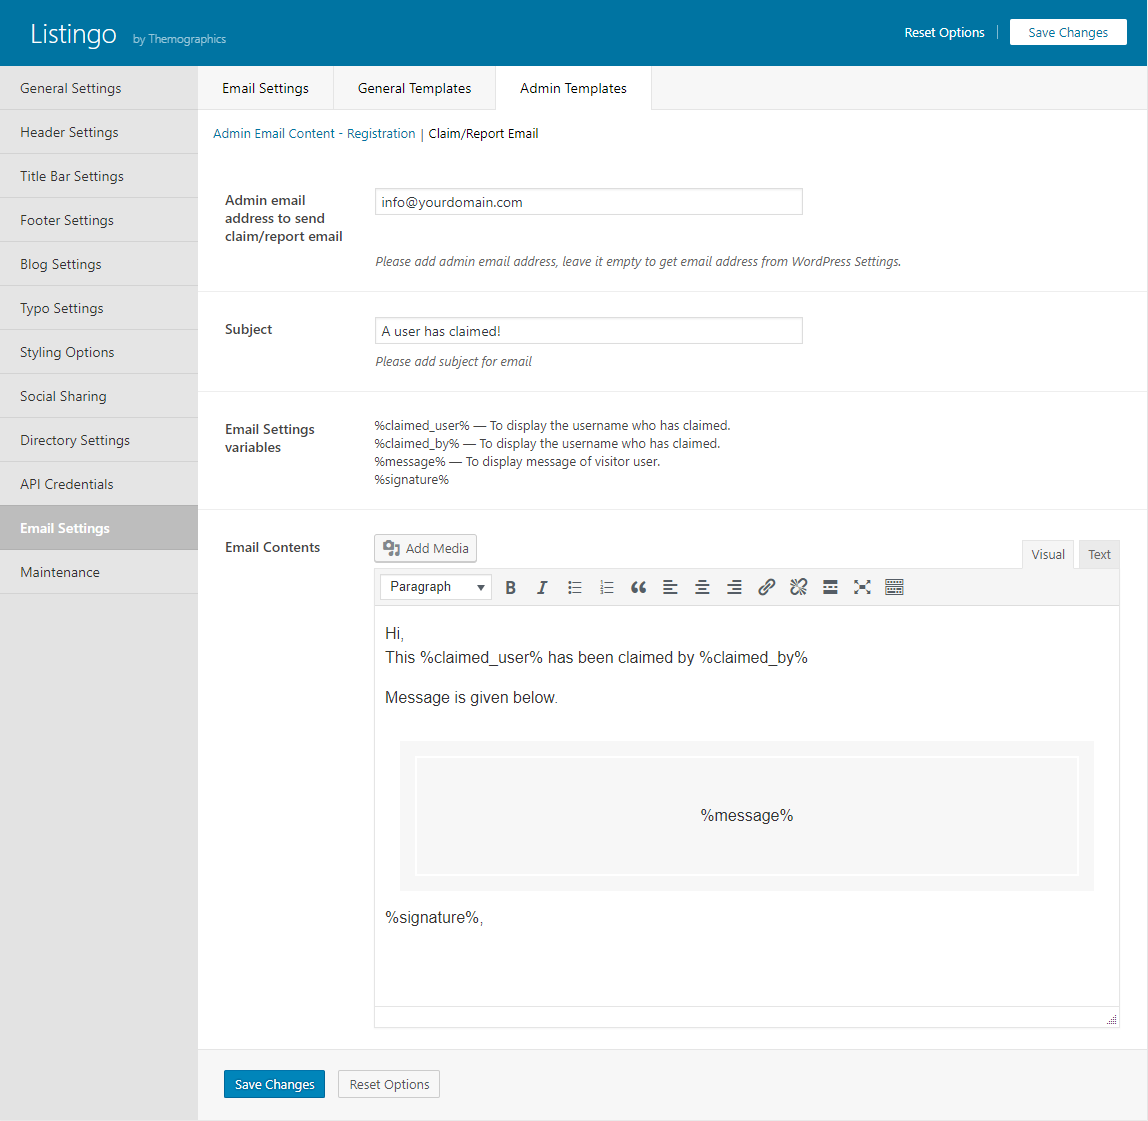 Listingo by Themographics
Reset Options
Save Changes
General Settings
Header Settings
Title Bar Settings
Footer Settings
Blog Settings
Typo Settings
Styling Options
Social Sharing
Directory Settings
API Credentials
Email Settings
Maintenance
Email Settings
General Templates
Admin Templates
Admin Email Content - Registration | Claim/Report Email
Admin email
address to send
claim/report email
info@yourdomain.com
Please add admin email address, leave it empty to get email address from WordPress Settings.
Subject
A user has claimed!
Please add subject for email
Email Settings
variables
%claimed_user% — To display the username who has claimed.
%claimed_by% — To display the username who has claimed.
%message% — To display message of visitor user.
%signature%
Email Contents
Add Media
Visual
Text
Paragraph
B I
Hi,
This %claimed_user% has been claimed by %claimed_by%
Message is given below.
%message%
%signature%,
Save Changes
Reset Options